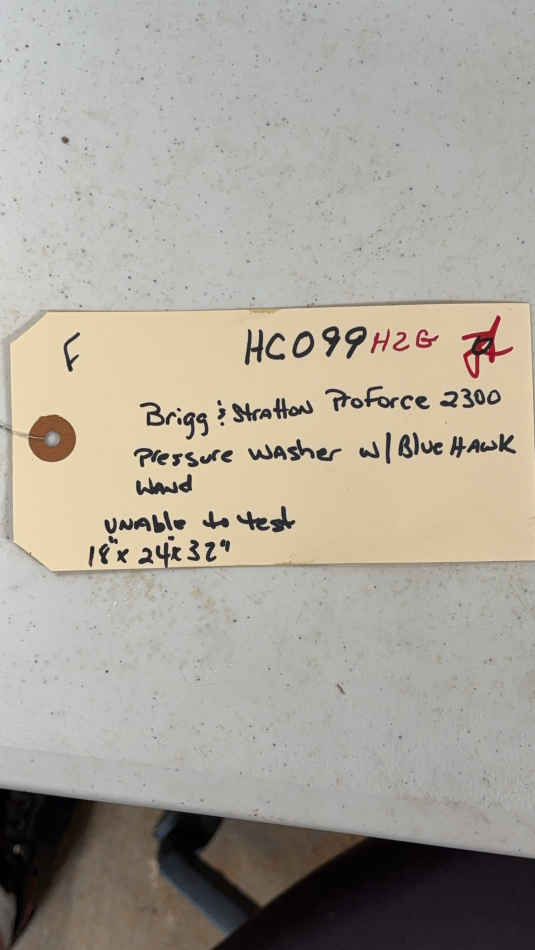 F HC099 H2G
Brigg & Stratton ProForce 2300
Pressure Washer w/ Blue Hawk
Wand
Unable to test
18" x 24" x 32"